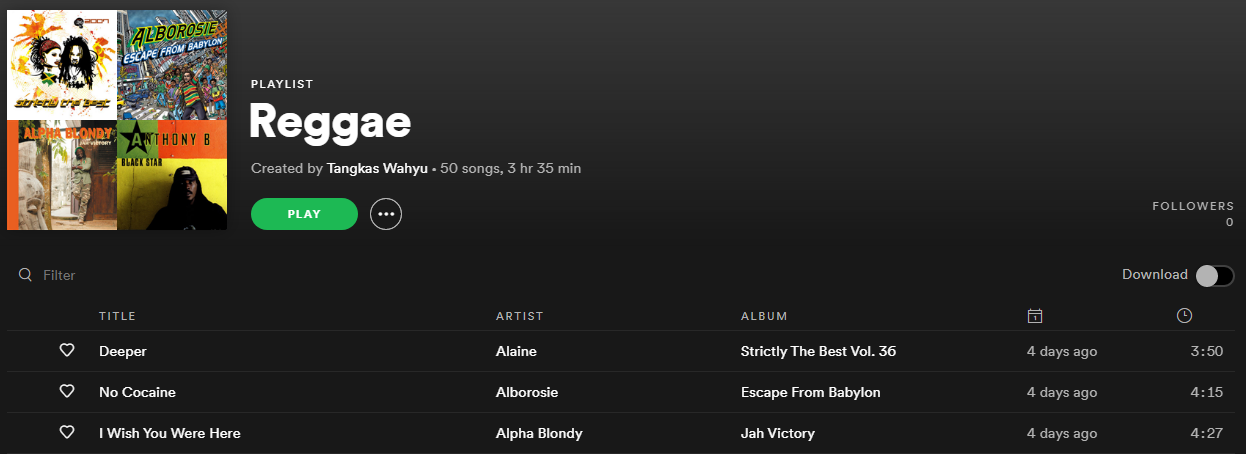 2007
Strictly The Best
ALBOROSIE
ESCAPE FROM BABYLON
ALPHA BLONDY
JAH VICTORY
ANTHONY B
BLACK STAR
PLAYLIST
Reggae
Created by Tangkas Wahyu • 50 songs, 3 hr 35 min
PLAY
FOLLOWERS
0
Filter
Download
TITLE ARTIST ALBUM
Deeper Alaine Strictly The Best Vol. 36 4 days ago 3:50
No Cocaine Alborosie Escape From Babylon 4 days ago 4:15
I Wish You Were Here Alpha Blondy Jah Victory 4 days ago 4:27